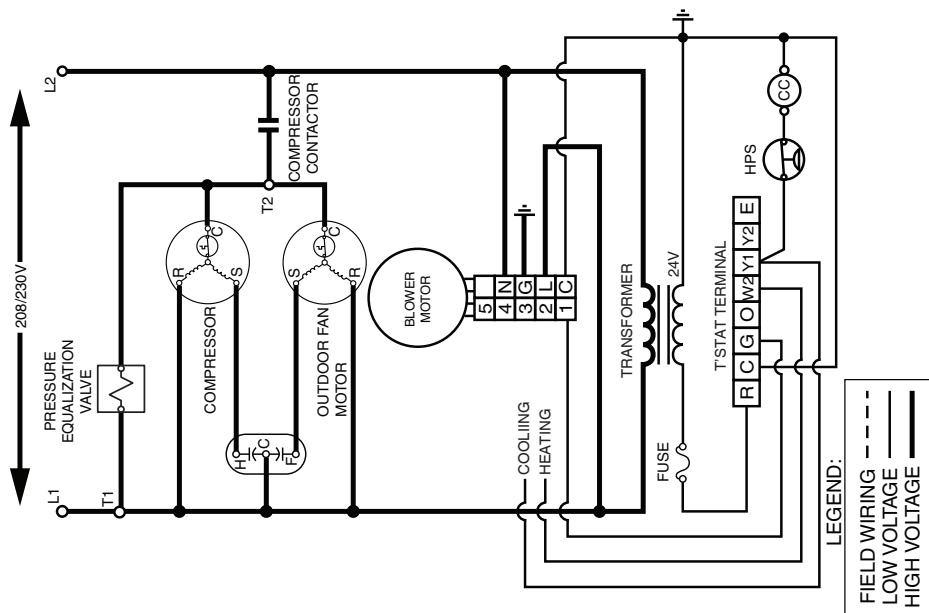 208/230V
L1
L2
T1
PRESSURE
EQUALIZATION
VALVE
COMPRESSOR
R
S
C
T2
COMPRESSOR
CONTACTOR
H
C
F
OUTDOOR FAN
MOTOR
S
R
C
BLOWER
MOTOR
5
4 N
3 G
2 L
1 C
COOLIING
HEATING
TRANSFORMER
24V
FUSE
T'STAT TERMINAL
R C G O W2 Y1 Y2 E
HPS
CC
LEGEND:
FIELD WIRING
LOW VOLTAGE
HIGH VOLTAGE